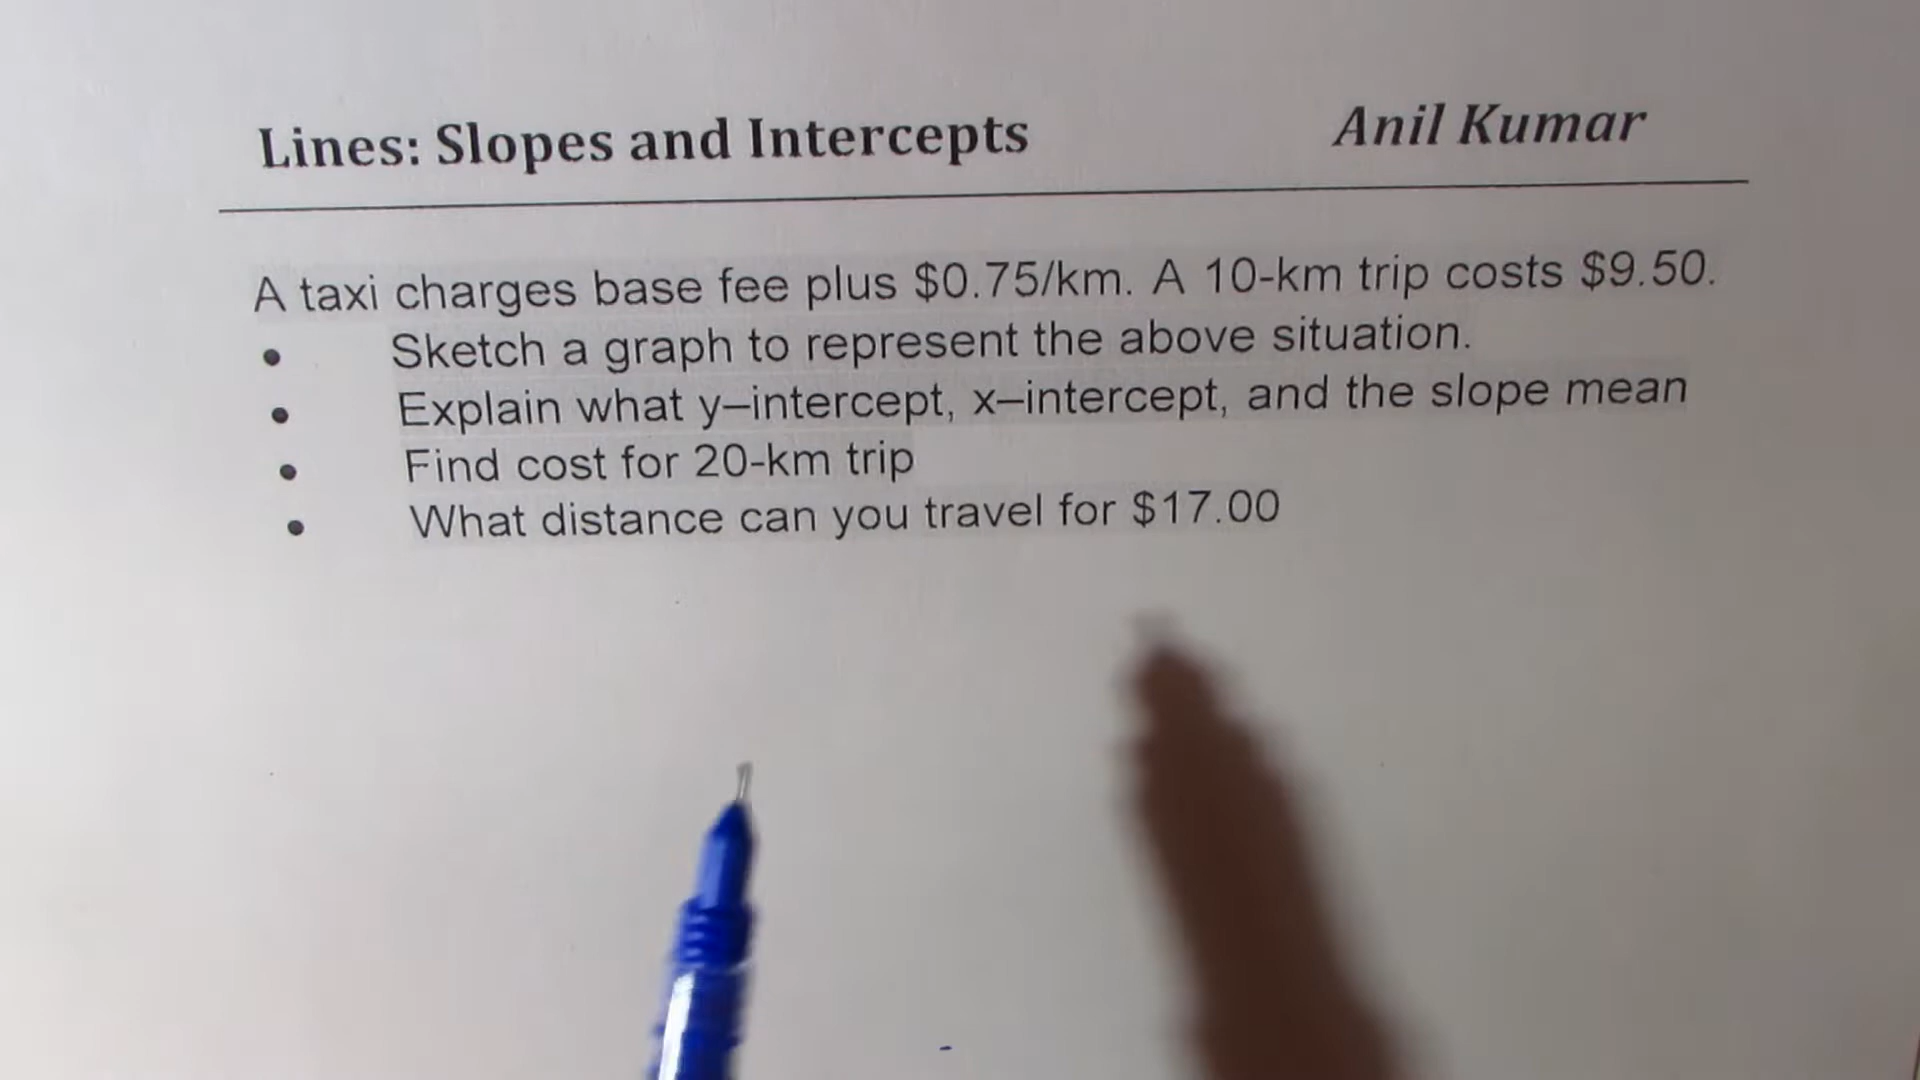 Lines: Slopes and Intercepts Anil Kumar
A taxi charges base fee plus $0.75/km. A 10-km trip costs $9.50.
• Sketch a graph to represent the above situation.
• Explain what y–intercept, x–intercept, and the slope mean
• Find cost for 20-km trip
• What distance can you travel for $17.00